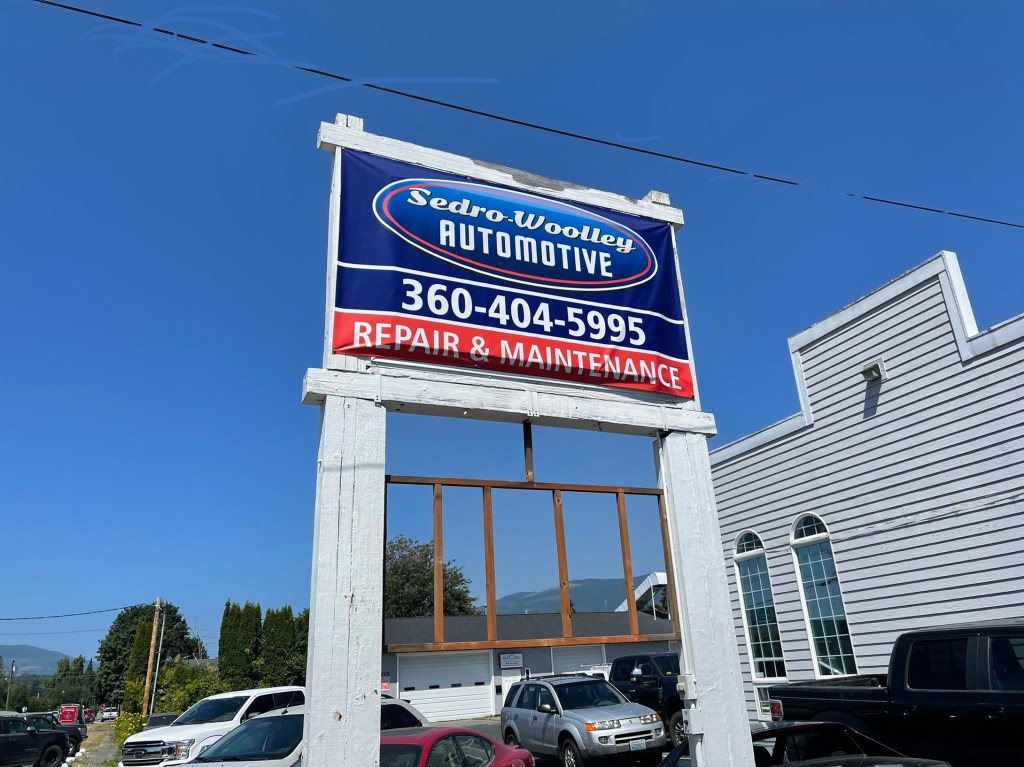 Sedro-Woolley
AUTOMOTIVE
360-404-5995
REPAIR & MAINTENANCE